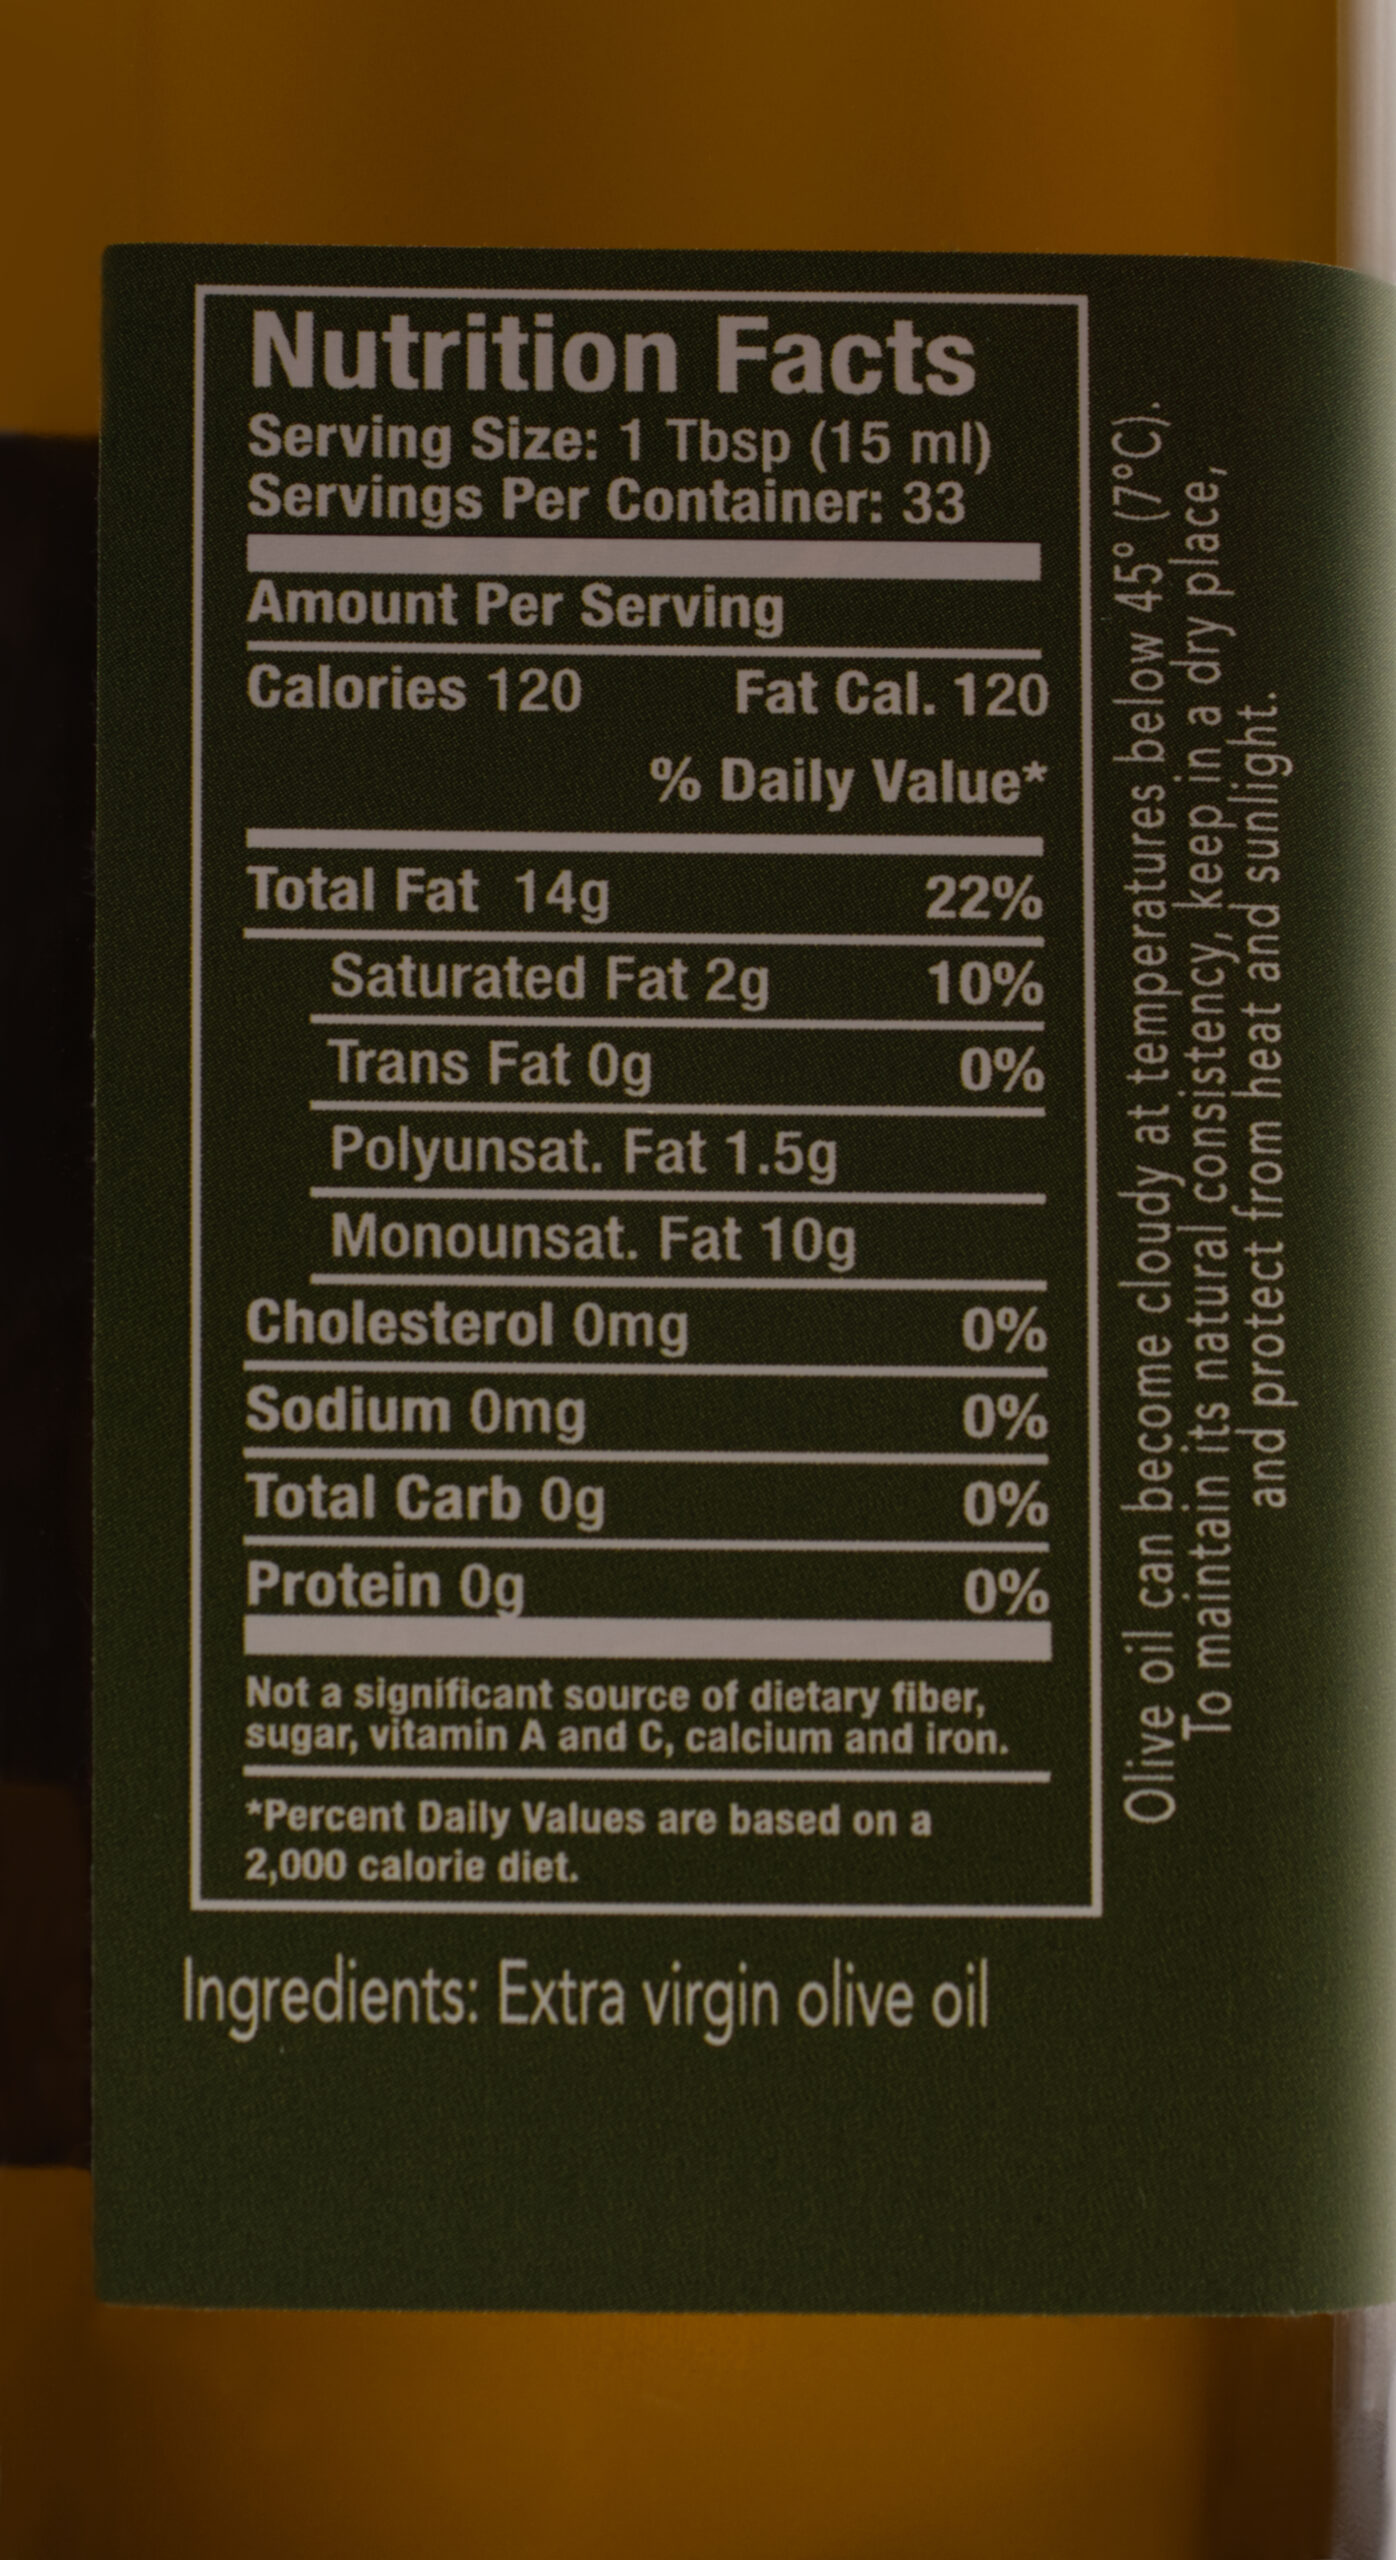 Nutrition Facts
Serving Size: 1 Tbsp (15 ml)
Servings Per Container: 33
Amount Per Serving
Calories 120 Fat Cal. 120
% Daily Value*
Total Fat 14g 22%
Saturated Fat 2g 10%
Trans Fat 0g 0%
Polyunsat. Fat 1.5g
Monounsat. Fat 10g
Cholesterol 0mg 0%
Sodium 0mg 0%
Total Carb 0g 0%
Protein 0g 0%
Not a significant source of dietary fiber,
sugar, vitamin A and C, calcium and iron.
*Percent Daily Values are based on a
2,000 calorie diet.
Ingredients: Extra virgin olive oil
Olive oil can become cloudy at temperatures below 45° (7°C).
To maintain its natural consistency, keep in a dry place,
and protect from heat and sunlight.